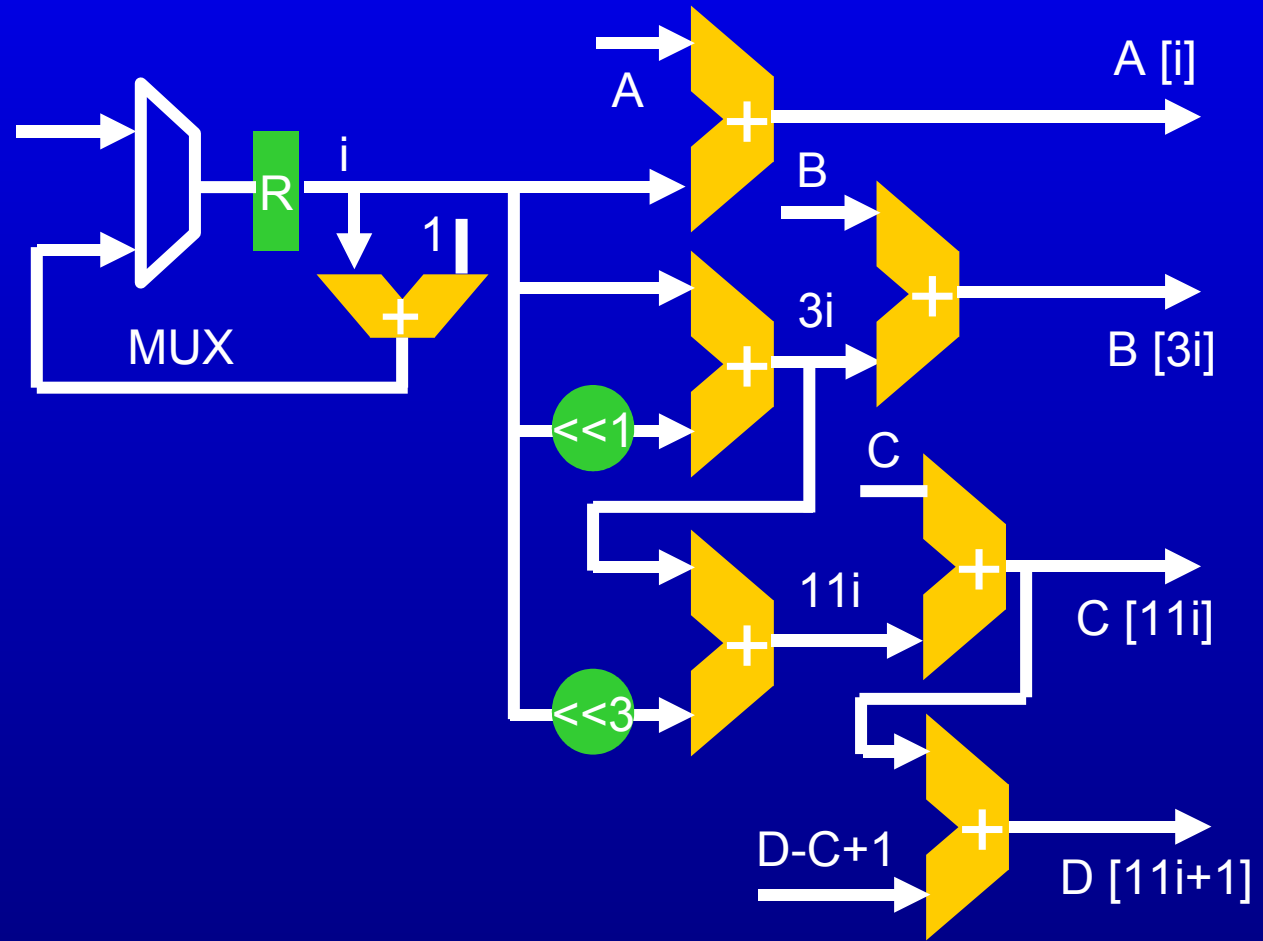 A
A [i]
i
R
+
B
1
+
3i
+
B [3i]
MUX
+
+
<<1
C
+
11i
C [11i]
+
<<3
D-C+1
+
D [11i+1]